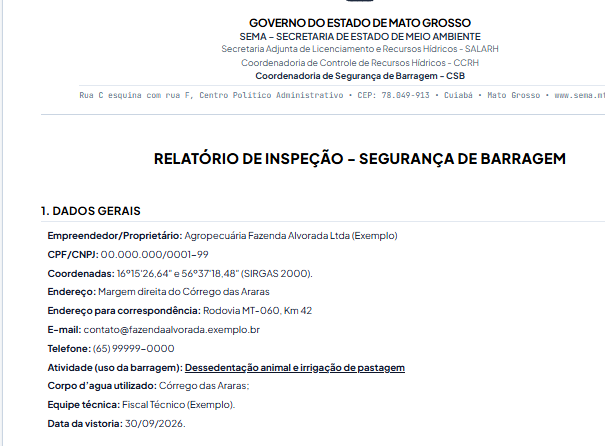 GOVERNO DO ESTADO DE MATO GROSSO
SEMA – SECRETARIA DE ESTADO DE MEIO AMBIENTE
Secretaria Adjunta de Licenciamento e Recursos Hídricos - SALARH
Coordenadoria de Controle de Recursos Hídricos - CCRH
Coordenadoria de Segurança de Barragem - CSB
Rua C esquina com rua F, Centro Político Administrativo • CEP: 78.049-913 • Cuiabá • Mato Grosso • www.sema.mt
RELATÓRIO DE INSPEÇÃO – SEGURANÇA DE BARRAGEM
1. DADOS GERAIS
Empreendedor/Proprietário: Agropecuária Fazenda Alvorada Ltda (Exemplo)
CPF/CNPJ: 00.000.000/0001-99
Coordenadas: 16º15'26,64" e 56º37'18,48" (SIRGAS 2000).
Endereço: Margem direita do Córrego das Araras
Endereço para correspondência: Rodovia MT-060, Km 42
E-mail: contato@fazendaalvorada.exemplo.br
Telefone: (65) 99999-0000
Atividade (uso da barragem): Dessedentação animal e irrigação de pastagem
Corpo d'agua utilizado: Córrego das Araras;
Equipe técnica: Fiscal Técnico (Exemplo).
Data da vistoria: 30/09/2026.